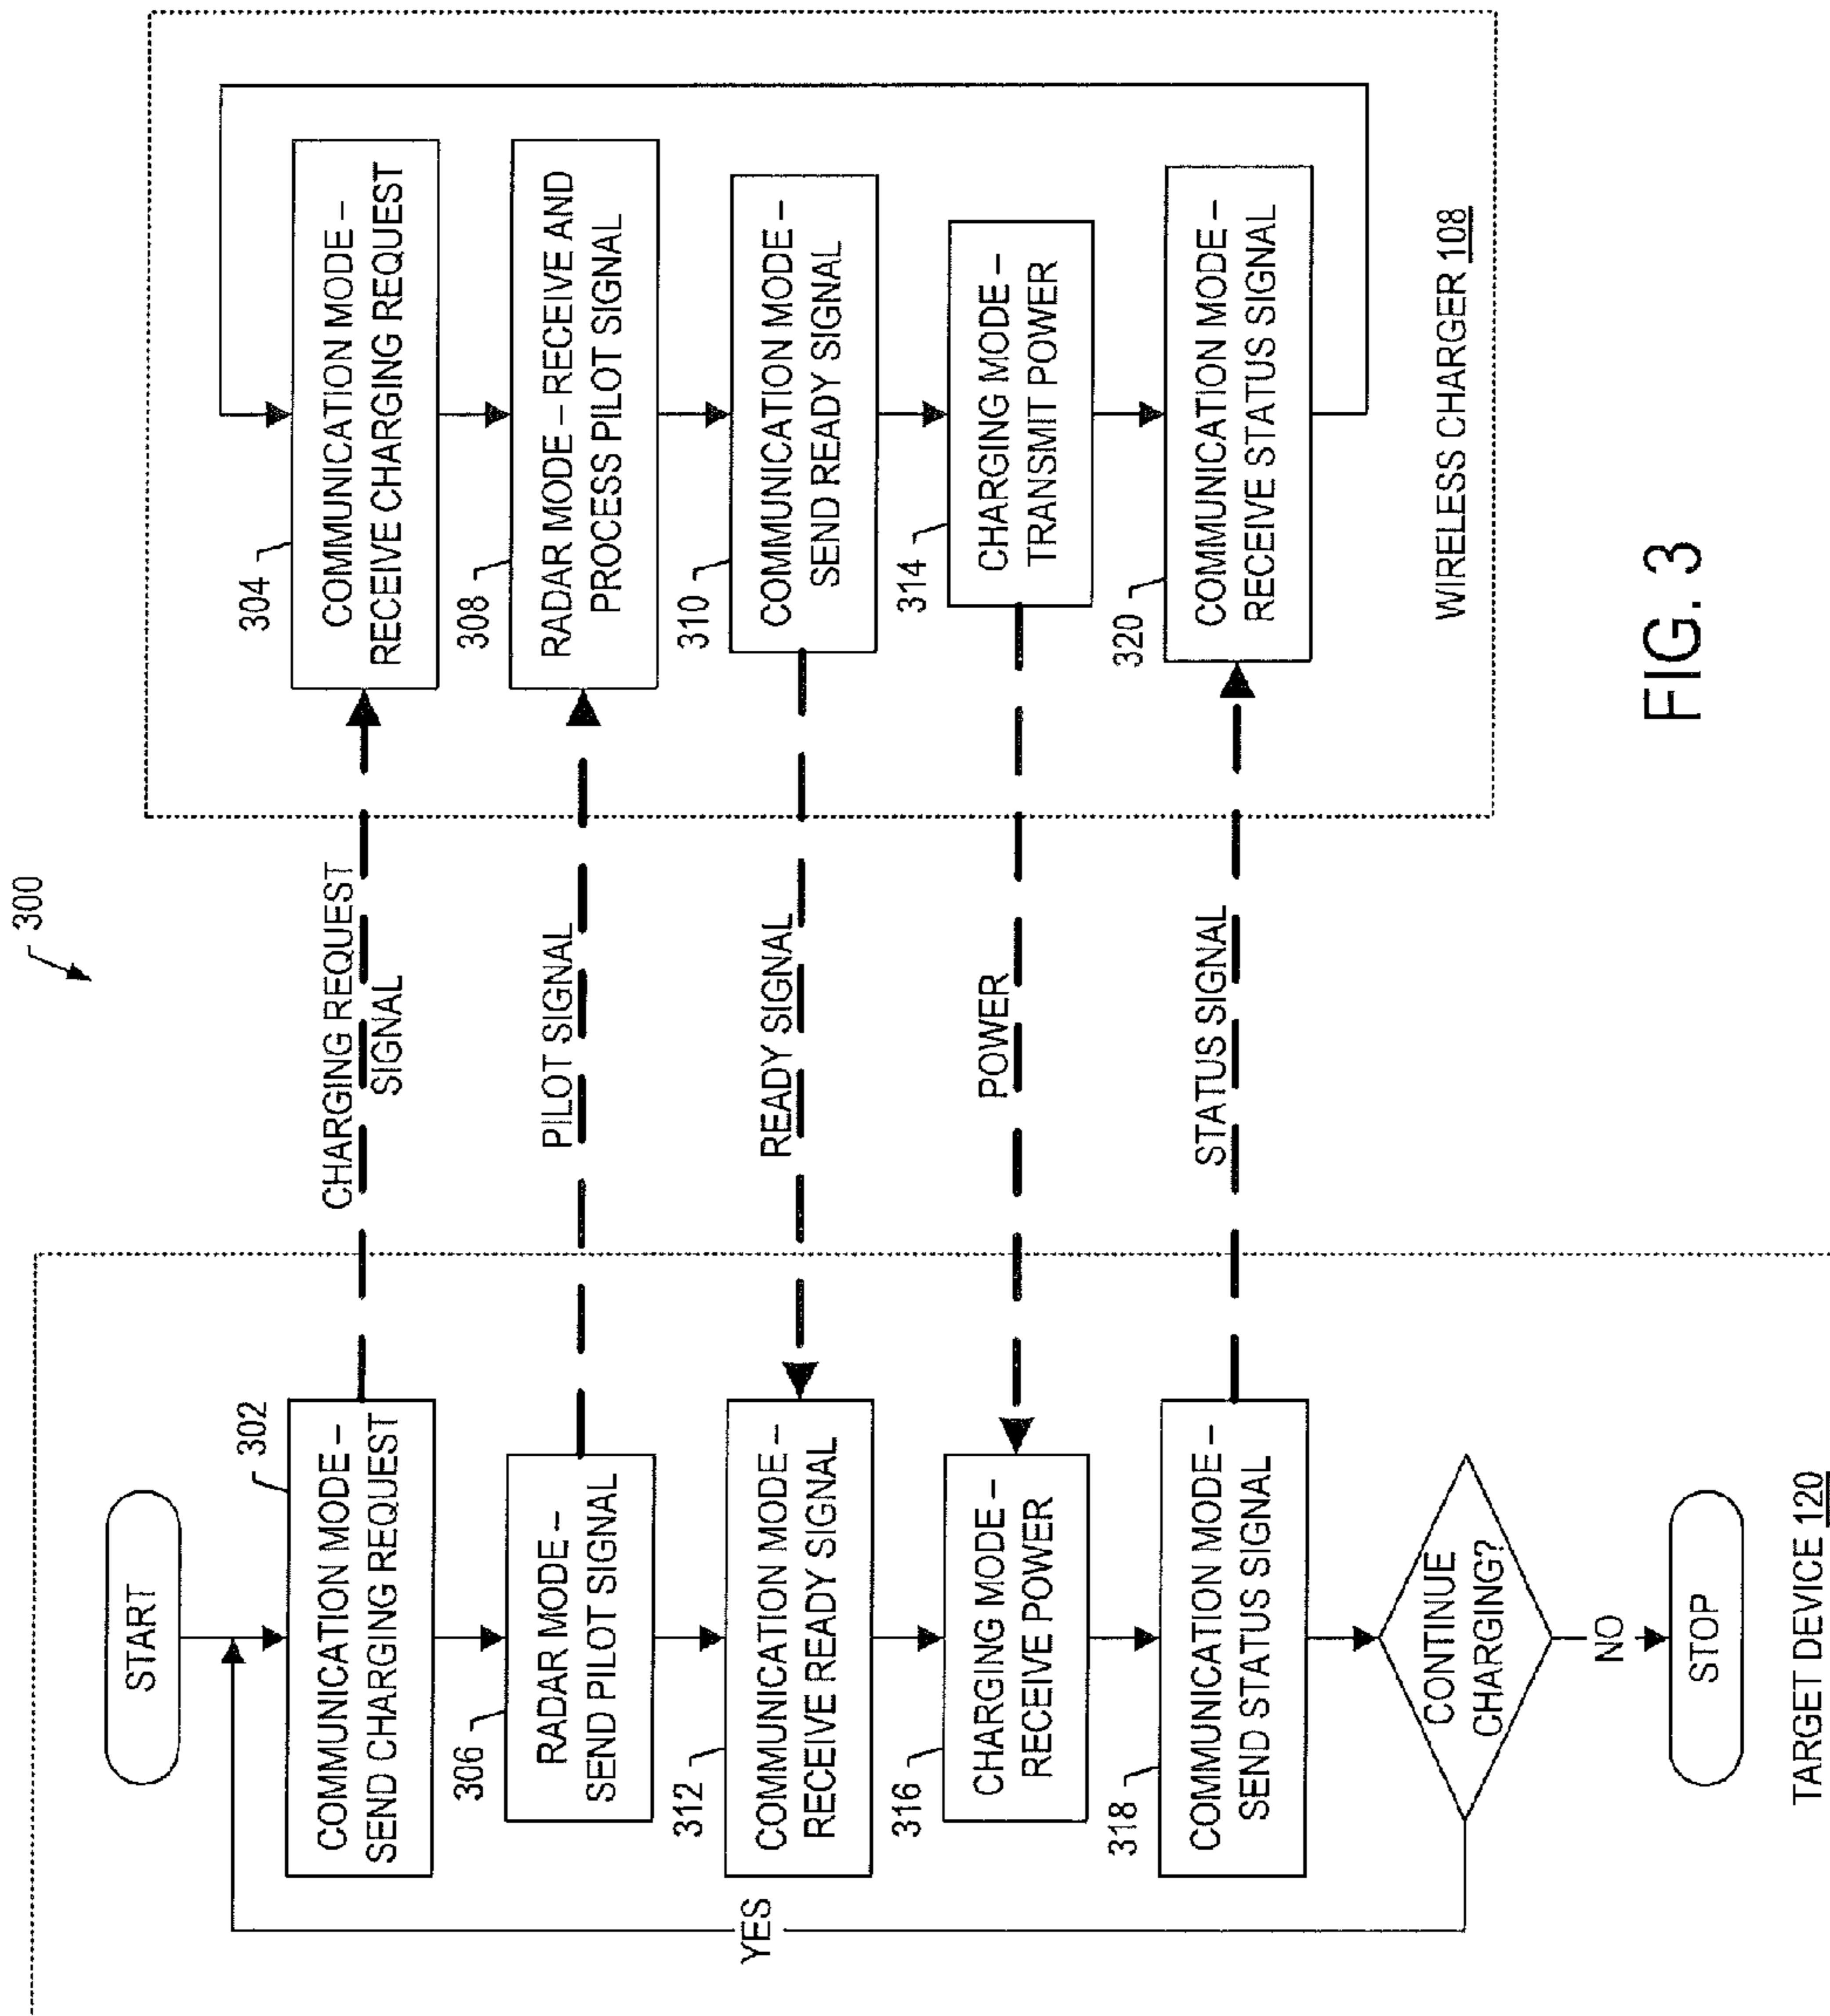 300
START
302
COMMUNICATION MODE –
SEND CHARGING REQUEST
306
RADAR MODE –
SEND PILOT SIGNAL
312
COMMUNICATION MODE –
RECEIVE READY SIGNAL
316
CHARGING MODE –
RECEIVE POWER
318
COMMUNICATION MODE –
SEND STATUS SIGNAL
CONTINUE
CHARGING?
YES
NO
STOP
TARGET DEVICE 120
CHARGING REQUEST
SIGNAL
PILOT SIGNAL
READY SIGNAL
POWER
STATUS SIGNAL
304
COMMUNICATION MODE –
RECEIVE CHARGING REQUEST
308
RADAR MODE – RECEIVE AND
PROCESS PILOT SIGNAL
310
COMMUNICATION MODE –
SEND READY SIGNAL
314
CHARGING MODE –
TRANSMIT POWER
320
COMMUNICATION MODE –
RECEIVE STATUS SIGNAL
WIRELESS CHARGER 108
FIG. 3